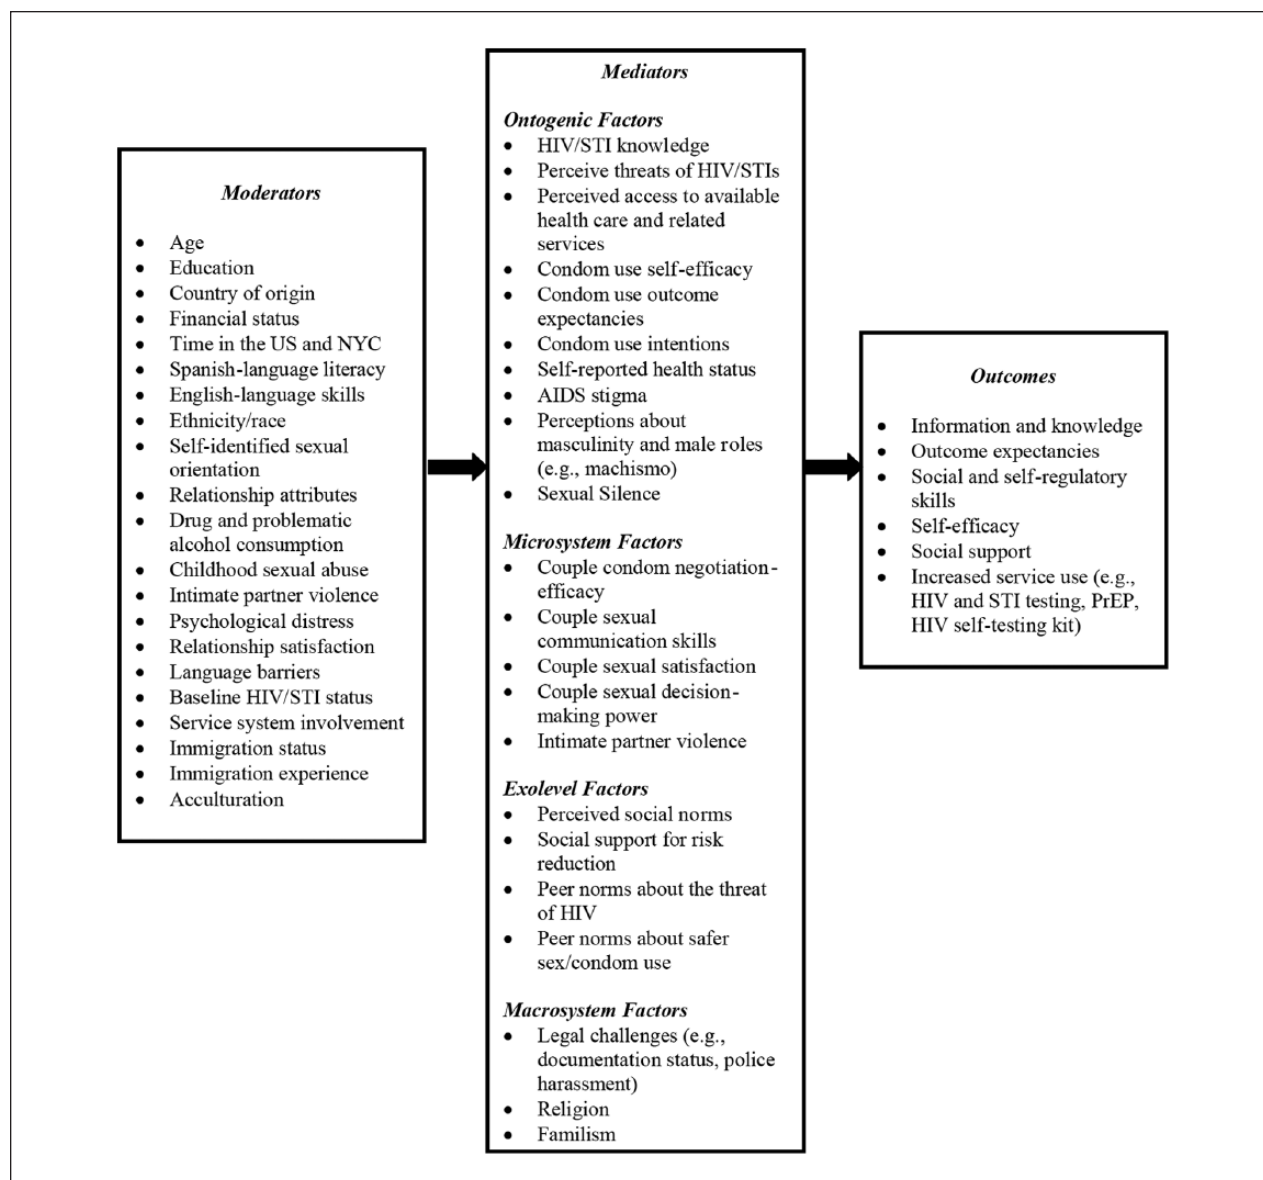 Moderators
• Age
• Education
• Country of origin
• Financial status
• Time in the US and NYC
• Spanish-language literacy
• English-language skills
• Ethnicity/race
• Self-identified sexual
orientation
• Relationship attributes
• Drug and problematic
alcohol consumption
• Childhood sexual abuse
• Intimate partner violence
• Psychological distress
• Relationship satisfaction
• Language barriers
• Baseline HIV/STI status
• Service system involvement
• Immigration status
• Immigration experience
• Acculturation
Mediators
Ontogenic Factors
• HIV/STI knowledge
• Perceive threats of HIV/STIs
• Perceived access to available
health care and related
services
• Condom use self-efficacy
• Condom use outcome
expectancies
• Condom use intentions
• Self-reported health status
• AIDS stigma
• Perceptions about
masculinity and male roles
(e.g., machismo)
• Sexual Silence
Microsystem Factors
• Couple condom negotiation-
efficacy
• Couple sexual
communication skills
• Couple sexual satisfaction
• Couple sexual decision-
making power
• Intimate partner violence
Exolevel Factors
• Perceived social norms
• Social support for risk
reduction
• Peer norms about the threat
of HIV
• Peer norms about safer
sex/condom use
Macrosystem Factors
• Legal challenges (e.g.,
documentation status, police
harassment)
• Religion
• Familism
Outcomes
• Information and knowledge
• Outcome expectancies
• Social and self-regulatory
skills
• Self-efficacy
• Social support
• Increased service use (e.g.,
HIV and STI testing, PrEP,
HIV self-testing kit)